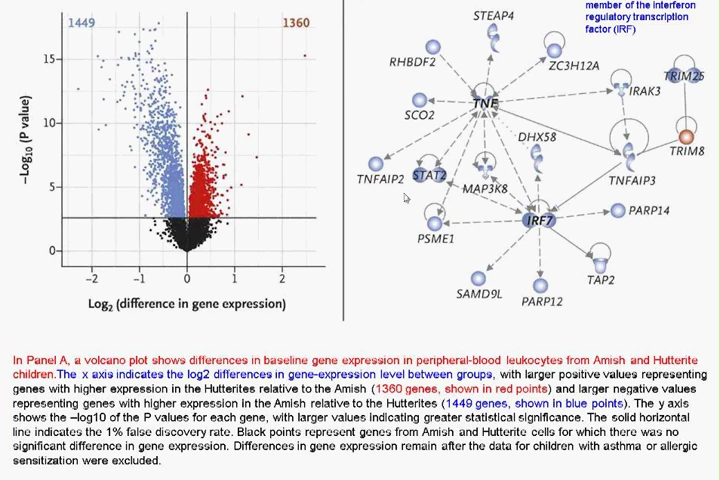 1449
1360
15
10
5
0
−Log10 (P value)
−2
−1
0
1
2
Log2 (difference in gene expression)
member of the interferon
regulatory transcription
factor (IRF)
STEAP4
RHBDF2
ZC3H12A
TRIM25
IRAK3
TNF
SCO2
DHX58
TRIM8
TNFAIP2
STAT2
MAP3K8
TNFAIP3
PARP14
IRF7
PSME1
TAP2
SAMD9L
PARP12
In Panel A, a volcano plot shows differences in baseline gene expression in peripheral-blood leukocytes from Amish and Hutterite
children.The x axis indicates the log2 differences in gene-expression level between groups, with larger positive values representing
genes with higher expression in the Hutterites relative to the Amish (1360 genes, shown in red points) and larger negative values
representing genes with higher expression in the Amish relative to the Hutterites (1449 genes, shown in blue points). The y axis
shows the –log10 of the P values for each gene, with larger values indicating greater statistical significance. The solid horizontal
line indicates the 1% false discovery rate. Black points represent genes from Amish and Hutterite cells for which there was no
significant difference in gene expression. Differences in gene expression remain after the data for children with asthma or allergic
sensitization were excluded.